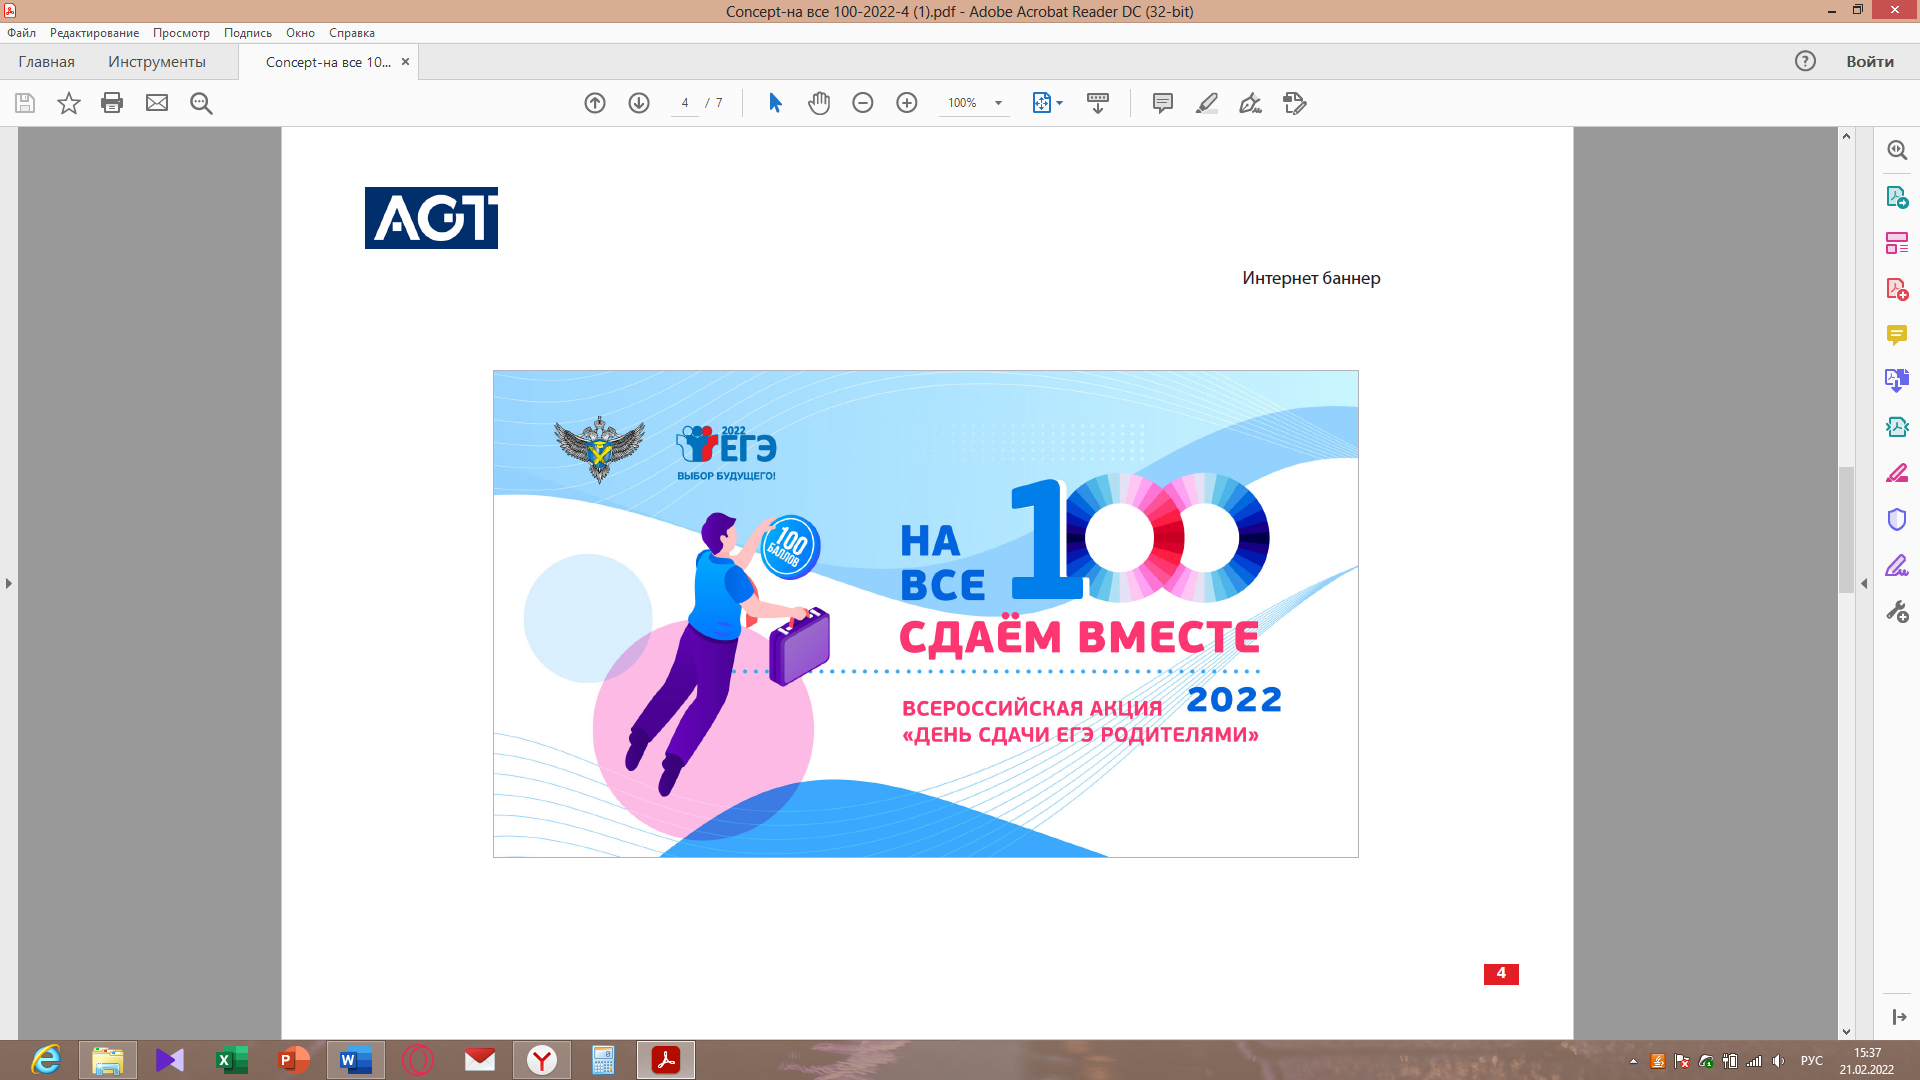 Concept-на все 100-2022-4 (1).pdf - Adobe Acrobat Reader DC (32-bit)
Файл Редактирование Просмотр Подпись Окно Справка
Главная Инструменты Concept-на все 10... × Войти
4 / 7 100%
AGT
Интернет баннер
2022
ЕГЭ
ВЫБОР БУДУЩЕГО!
100
БАЛЛОВ
НА
ВСЕ
100
СДАЁМ ВМЕСТЕ
ВСЕРОССИЙСКАЯ АКЦИЯ 2022
«ДЕНЬ СДАЧИ ЕГЭ РОДИТЕЛЯМИ»
4
РУС
15:37
21.02.2022